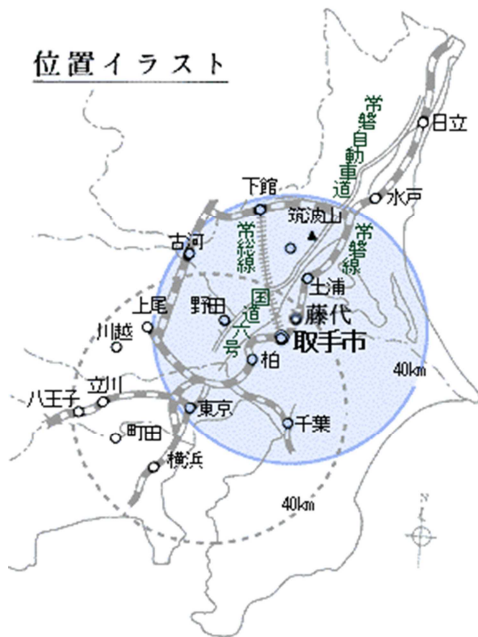 位置イラスト
常磐自動車道
日立
水戸
下館
筑波山
常総線
常磐線
古河
土浦
国道六号
野田
上尾
藤代
川越
取手市
柏
40km
立川
八王子
東京
千葉
町田
横浜
40km
N